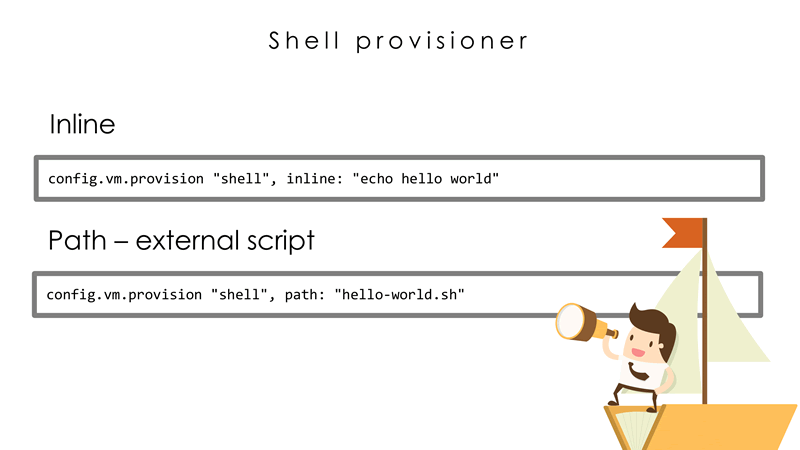 Shell provisioner
Inline
config.vm.provision "shell", inline: "echo hello world"
Path – external script
config.vm.provision "shell", path: "hello-world.sh"